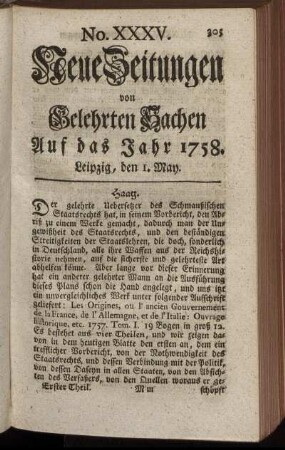 No. XXXV.
305
Neue Zeitungen
von
Gelehrten Sachen
Auf das Jahr 1758.
Leipzig, den 1. May.
Haag.
Der gelehrte Uebersetzer des Schmaußischen
Staatsrechts hat, in seinem Vorbericht, den Ab-
riß zu einem Werke gemacht, dadurch man der Un-
gewißheit des Staatsrechts, und den beständigen
Streitigkeiten der Staatslehren, die doch, sonderlich
in Deutschland, alle ihre Waffen aus der Reichshi-
storie nehmen, auf die sicherste und gelehrteste Art
abhelfen könne. Aber lange vor dieser Erinnerung
hat ein anderer gelehrter Mann an die Ausführung
dieses Plans schon die Hand angelegt, und uns itzt
ein unvergleichliches Werk unter folgender Aufschrift
geliefert: Les Origines, ou l' ancien Gouvernement
de la France, de l' Allemagne, et de l' Italie: Ouvrage
historique, etc. 1757. Tom. I. 19 Bogen in groß 12.
Es bestehet aus vier Theilen, und wir zeigen da-
von in dem heutigen Blatte den ersten an, dem ein
trefflicher Vorbericht, von der Nothwendigkeit des
Staatsrechts, und dessen Verbindung mit der Politik,
von dessen Daseyn in allen Staaten, von den Absich-
ten des Verfassers, von den Quellen woraus er ge-
Erster Theil. M m schöpft